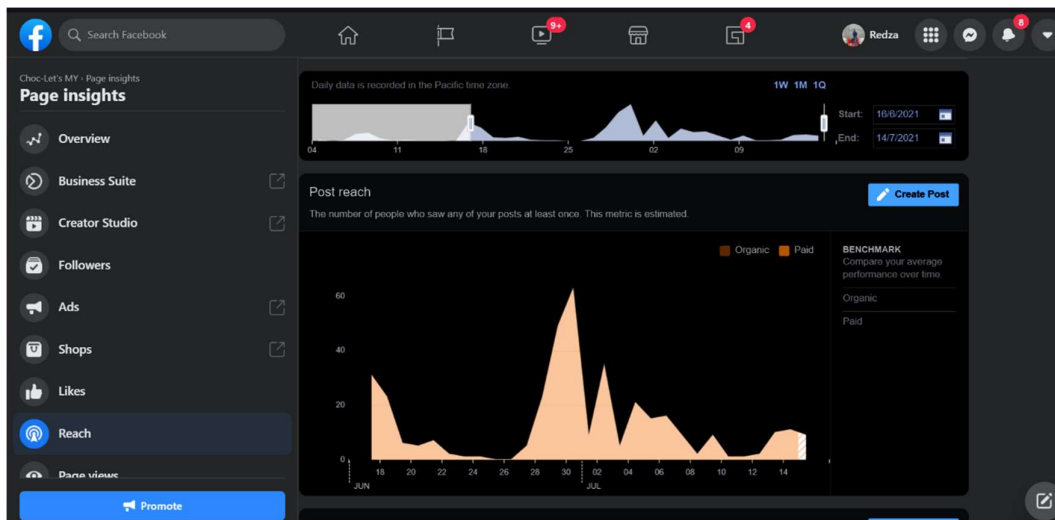 Search Facebook
9+
4
Redza
8
Choc-Let's MY · Page insights
Page insights
Overview
Business Suite
Creator Studio
Followers
Ads
Shops
Likes
Reach
Page views
Promote
Daily data is recorded in the Pacific time zone.
1W 1M 1Q
Start: 16/6/2021
End: 14/7/2021
04 11 18 25 02 09
Post reach
Create Post
The number of people who saw any of your posts at least once. This metric is estimated.
Organic Paid
BENCHMARK
Compare your average
performance over time.
Organic
Paid
60
40
20
0
18 20 22 24 26 28 30 02 04 06 08 10 12 14
JUN JUL